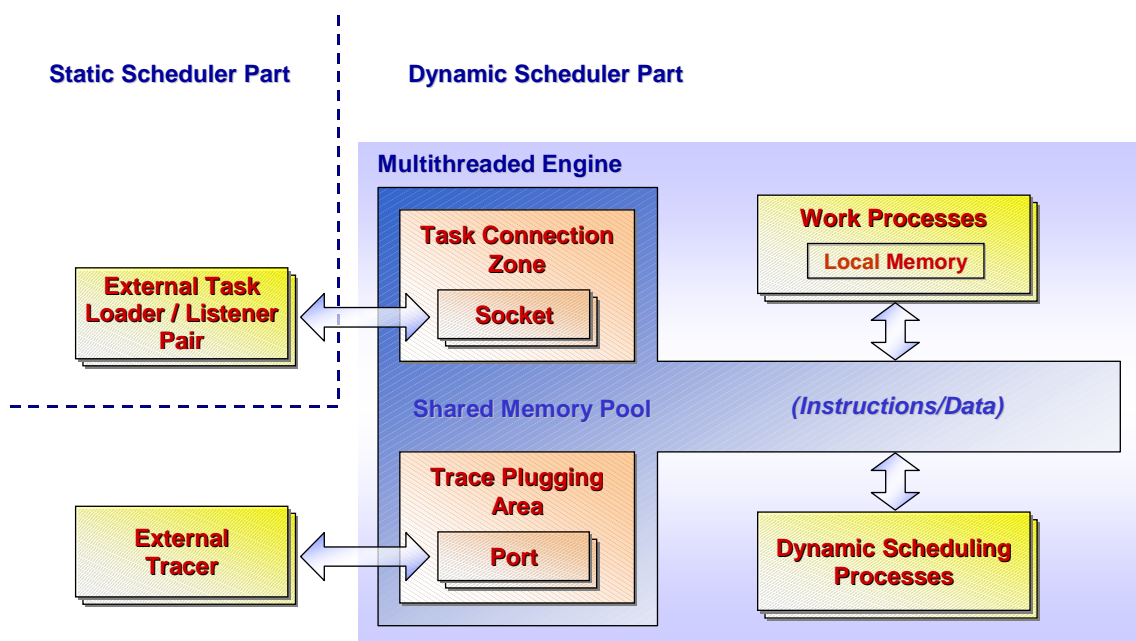 Static Scheduler Part
Dynamic Scheduler Part
Multithreaded Engine
Task Connection
Zone
Socket
Work Processes
Local Memory
External Task
Loader / Listener
Pair
Shared Memory Pool
(Instructions/Data)
Trace Plugging
Area
Port
External
Tracer
Dynamic Scheduling
Processes